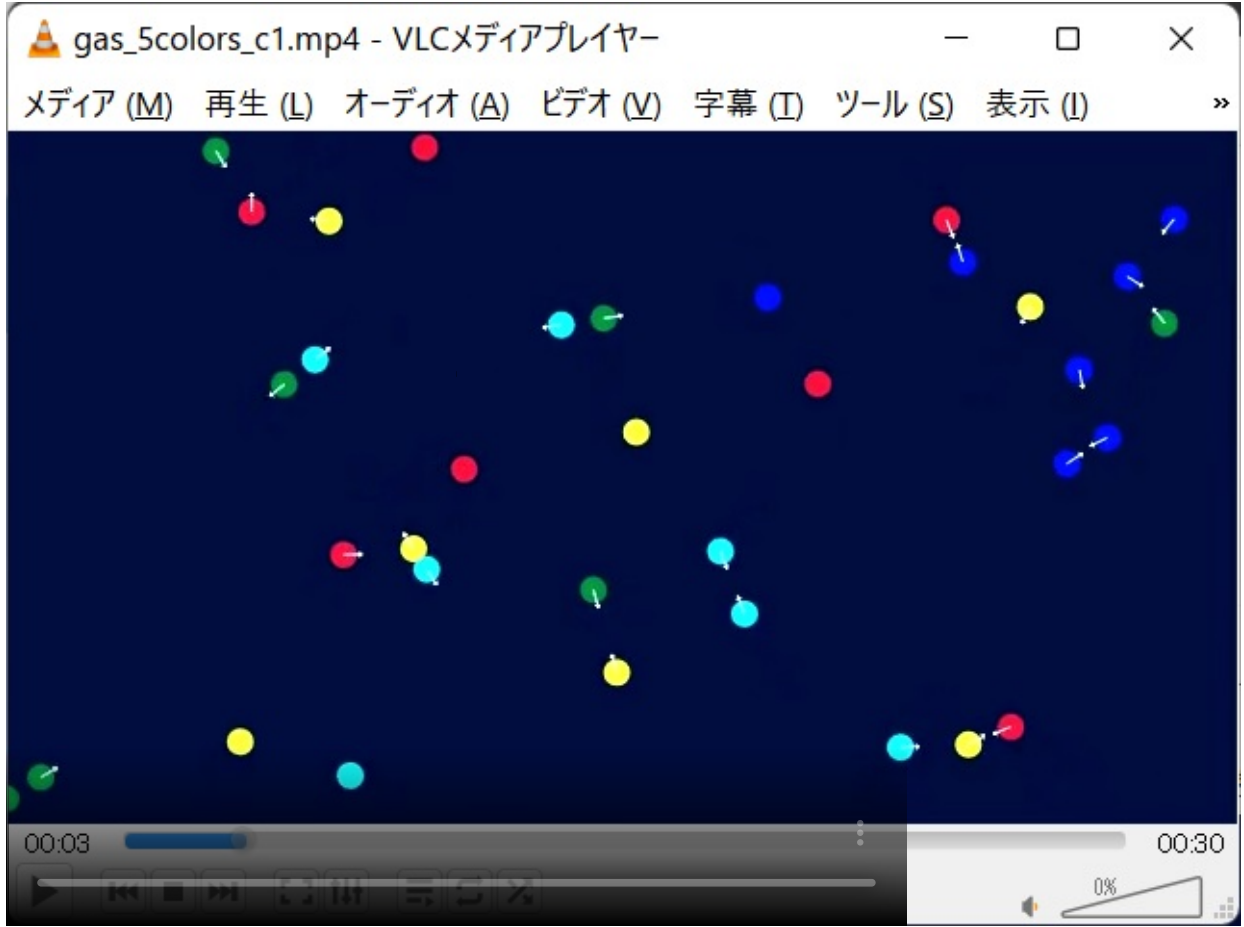 gas_5colors_c1.mp4 - VLCメディアプレイヤー
メディア (M) 再生 (L) オーディオ (A) ビデオ (V) 字幕 (T) ツール (S) 表示 (I) »
00:03 00:30
0%